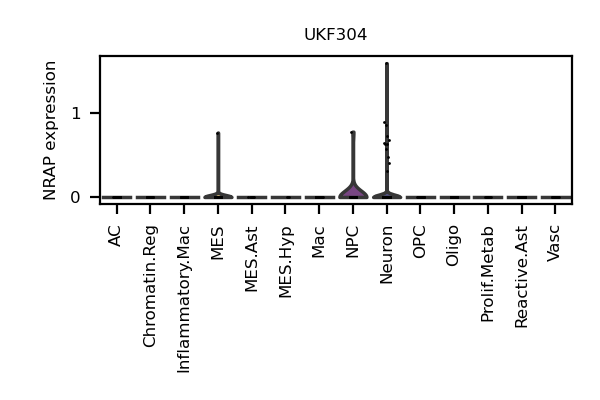 UKF304
NRAP expression
1
0
AC
Chromatin.Reg
Inflammatory.Mac
MES
MES.Ast
MES.Hyp
Mac
NPC
Neuron
OPC
Oligo
Prolif.Metab
Reactive.Ast
Vasc